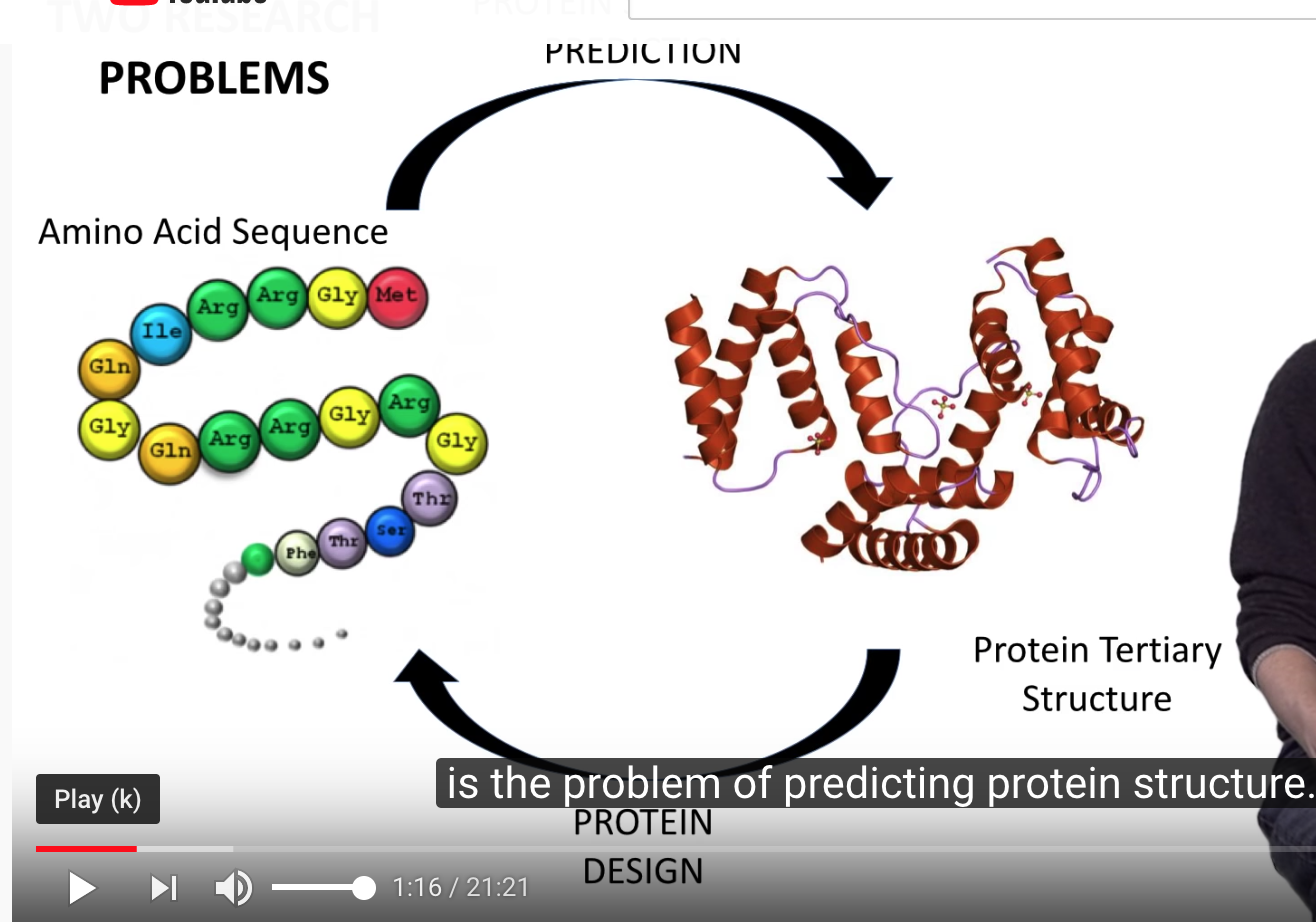 YouTube
TWO RESEARCH
PROTEIN
PROBLEMS
PREDICTION
Amino Acid Sequence
Met
Gly
Arg
Arg
Ile
Gln
Gly
Gln
Arg
Arg
Gly
Arg
Gly
Thr
Ser
Thr
Phe
Protein Tertiary
Structure
is the problem of predicting protein structure.
Play (k)
PROTEIN
DESIGN
1:16 / 21:21